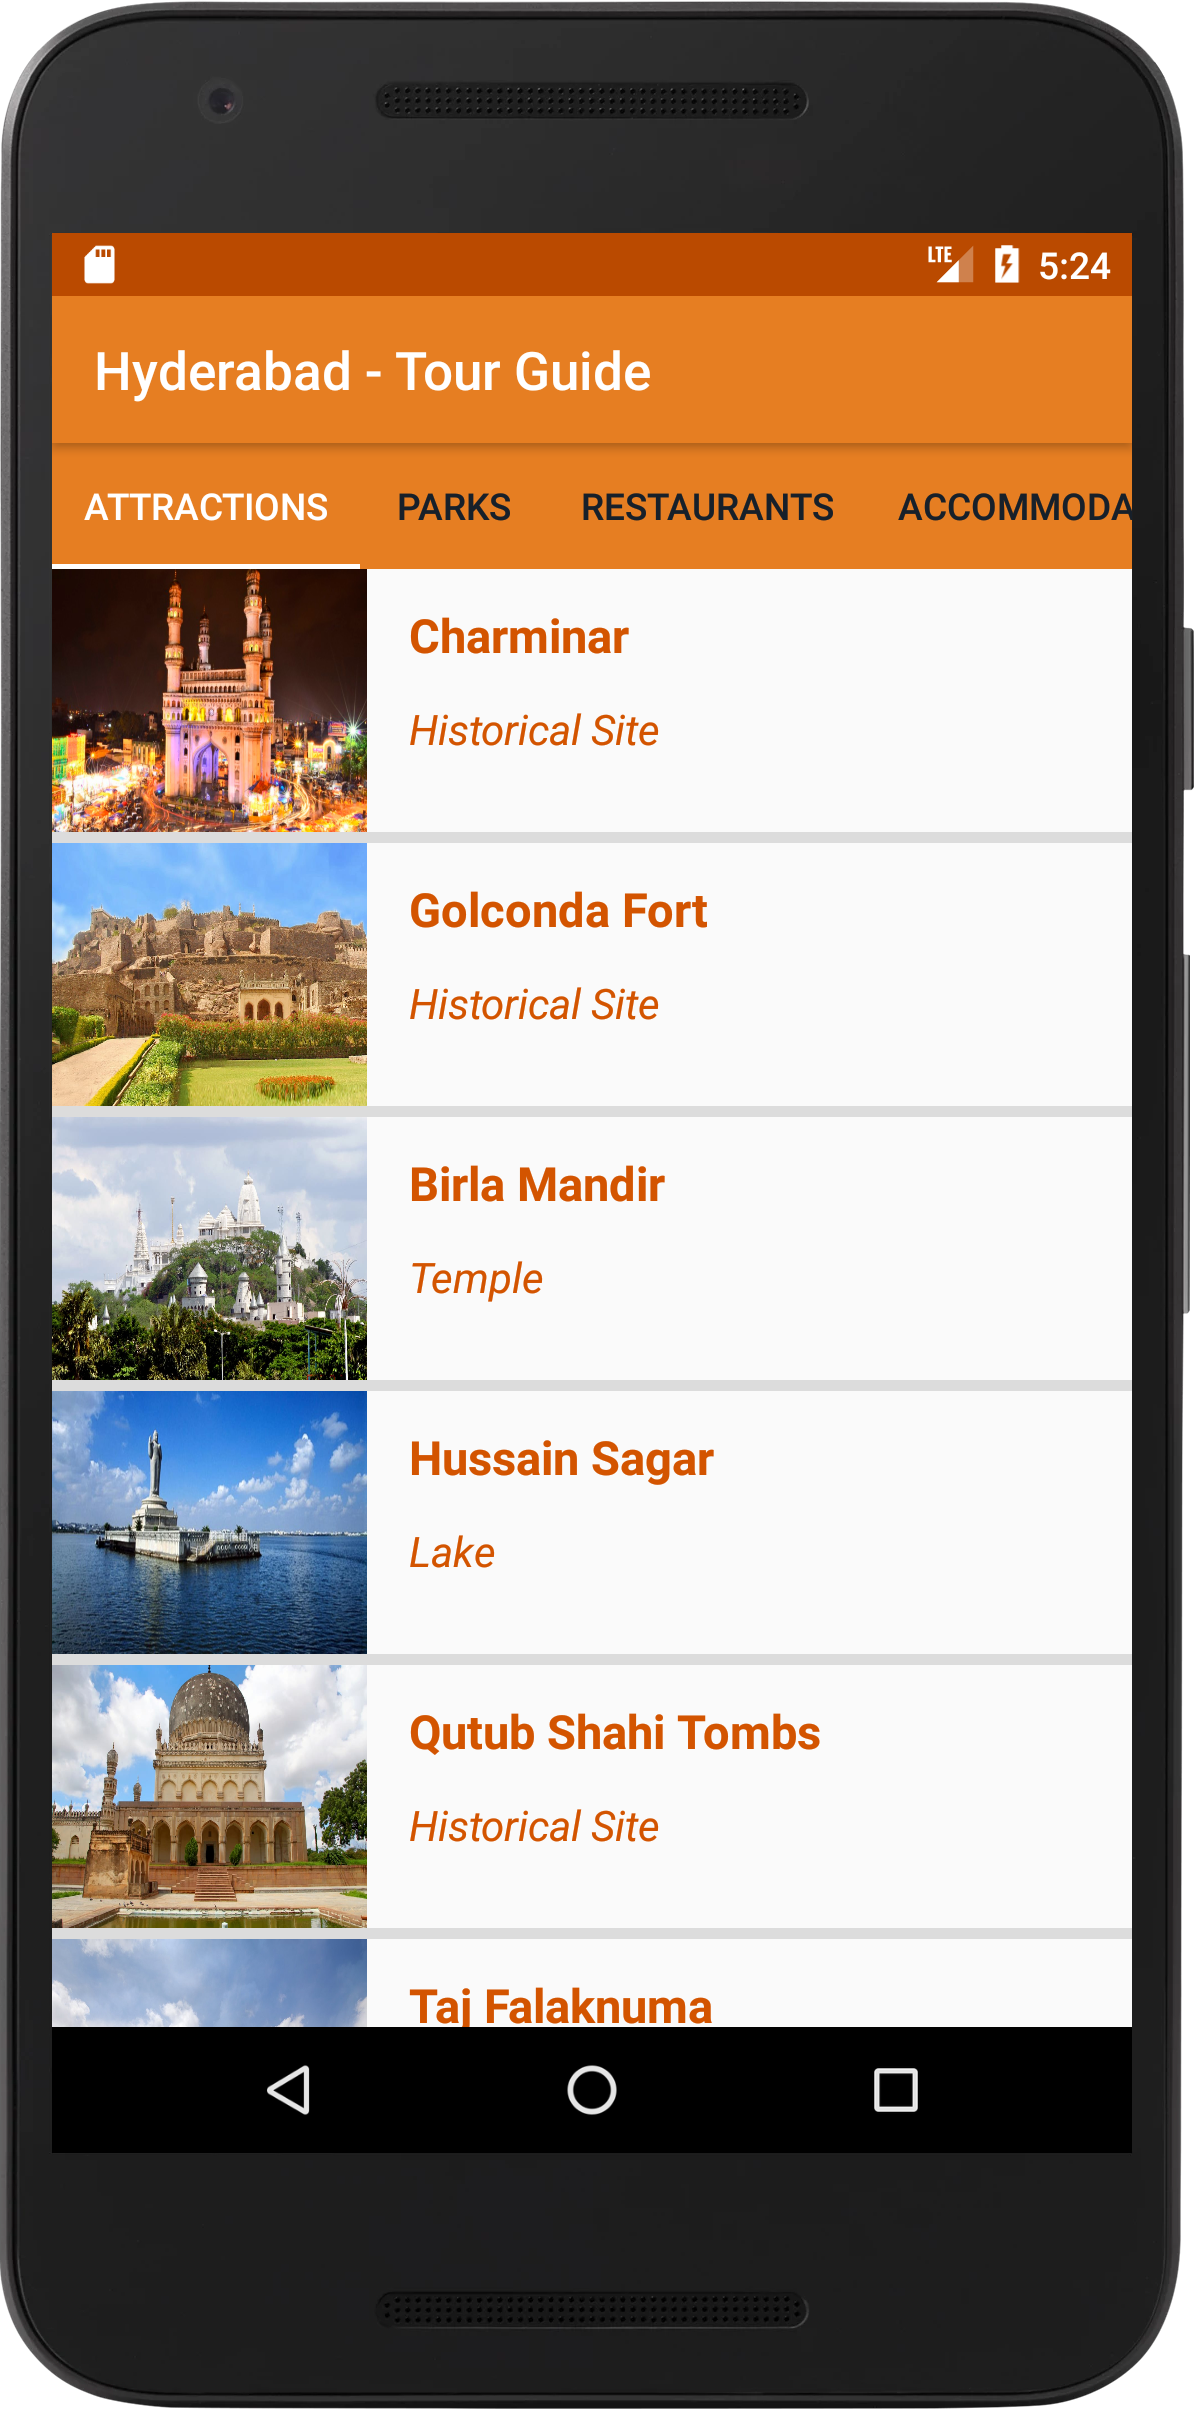 LTE 5:24
Hyderabad - Tour Guide
ATTRACTIONS PARKS RESTAURANTS ACCOMMODA
Charminar
Historical Site
Golconda Fort
Historical Site
Birla Mandir
Temple
Hussain Sagar
Lake
Qutub Shahi Tombs
Historical Site
Taj Falaknuma